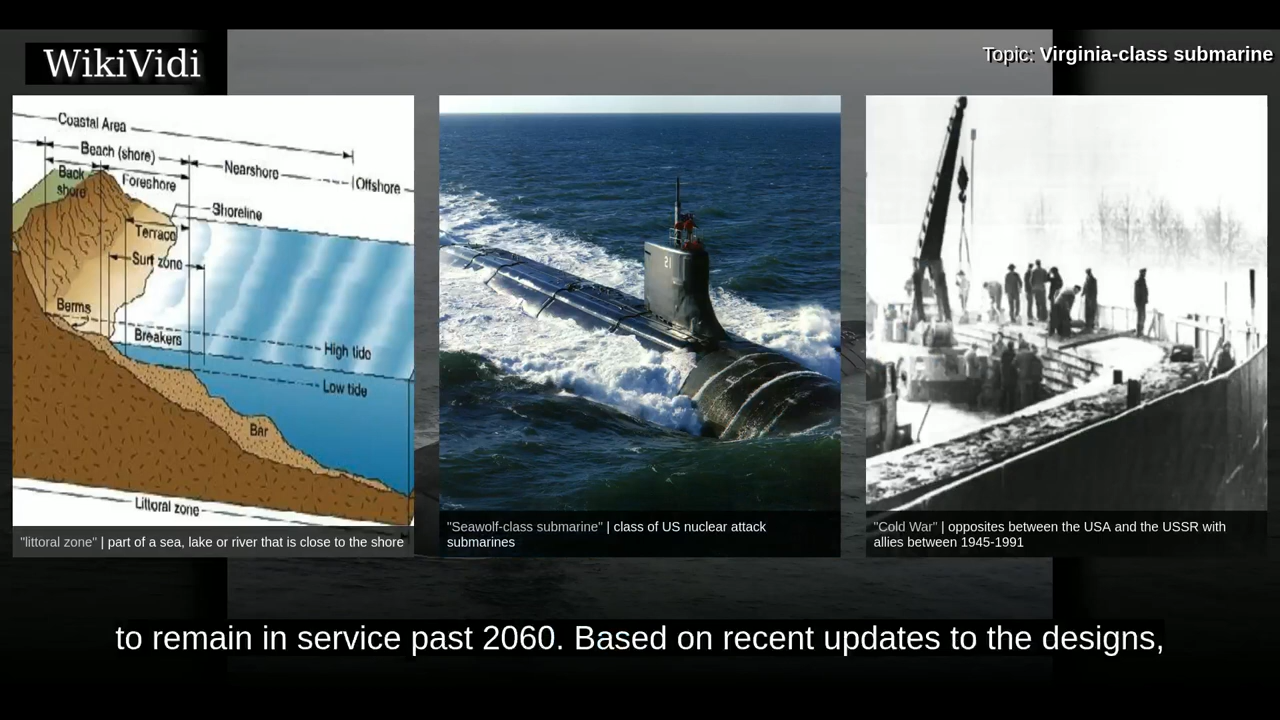 WikiVidi
Topic: Virginia-class submarine
Coastal Area
Beach (shore)
Nearshore
Offshore
Back
shore
Foreshore
Shoreline
Terrace
Surf zone
Berms
Breakers
High tide
Low tide
Bar
Littoral zone
21
"littoral zone" | part of a sea, lake or river that is close to the shore
"Seawolf-class submarine" | class of US nuclear attack
submarines
"Cold War" | opposites between the USA and the USSR with
allies between 1945-1991
to remain in service past 2060. Based on recent updates to the designs,